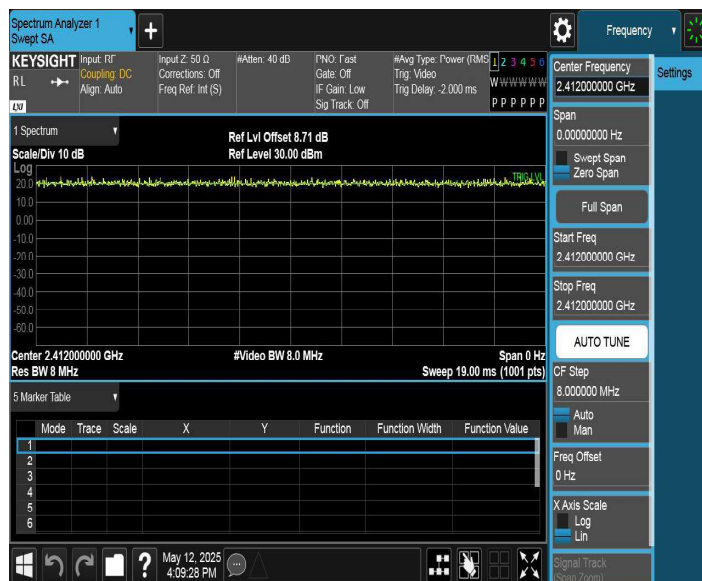 Spectrum Analyzer 1
Swept SA
+
Frequency
KEYSIGHT
RL
LXI
Input: RF
Coupling: DC
Align: Auto
Input Z: 50 Ω
Corrections: Off
Freq Ref: Int (S)
#Atten: 40 dB
PNO: Fast
Gate: Off
IF Gain: Low
Sig Track: Off
#Avg Type: Power (RMS
Trig: Video
Trig Delay: -2.000 ms
1 2 3 4 5 6
W W W W W W
P P P P P P
1 Spectrum
Scale/Div 10 dB
Ref Lvl Offset 8.71 dB
Ref Level 30.00 dBm
Log
TRIG LVL
20.0
10.0
0.00
-10.0
-20.0
-30.0
-40.0
-50.0
-60.0
Center 2.412000000 GHz
#Video BW 8.0 MHz
Span 0 Hz
Res BW 8 MHz
Sweep 19.00 ms (1001 pts)
5 Marker Table
Mode Trace Scale X Y Function Function Width Function Value
1
2
3
4
5
6
?
May 12, 2025
4:09:28 PM
Center Frequency
2.412000000 GHz
Span
0.00000000 Hz
Swept Span
Zero Span
Full Span
Start Freq
2.412000000 GHz
Stop Freq
2.412000000 GHz
AUTO TUNE
CF Step
8.000000 MHz
Auto
Man
Freq Offset
0 Hz
X Axis Scale
Log
Lin
Signal Track
(Span Zoom)
Settings